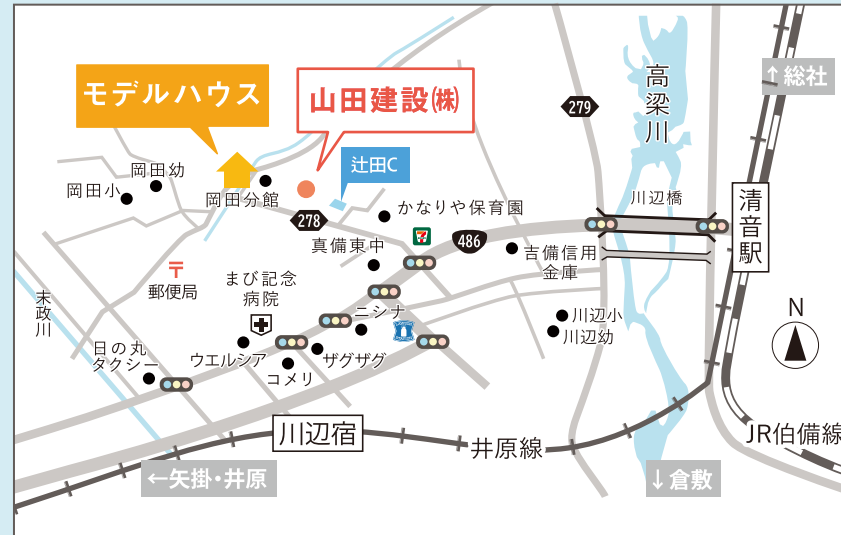 モデルハウス
山田建設㈱
高
梁
川
↑総社
279
辻田C
岡田幼
岡田小
岡田分館
278
かなりや保育園
川辺橋
清音駅
486
7
真備東中
吉備信用
金庫
〒
郵便局
まび記念
病院
ニシナ
末政川
川辺小
川辺幼
N
日の丸
タクシー
ウエルシア
ザグザグ
コメリ
川辺宿
井原線
JR伯備線
←矢掛・井原
↓倉敷